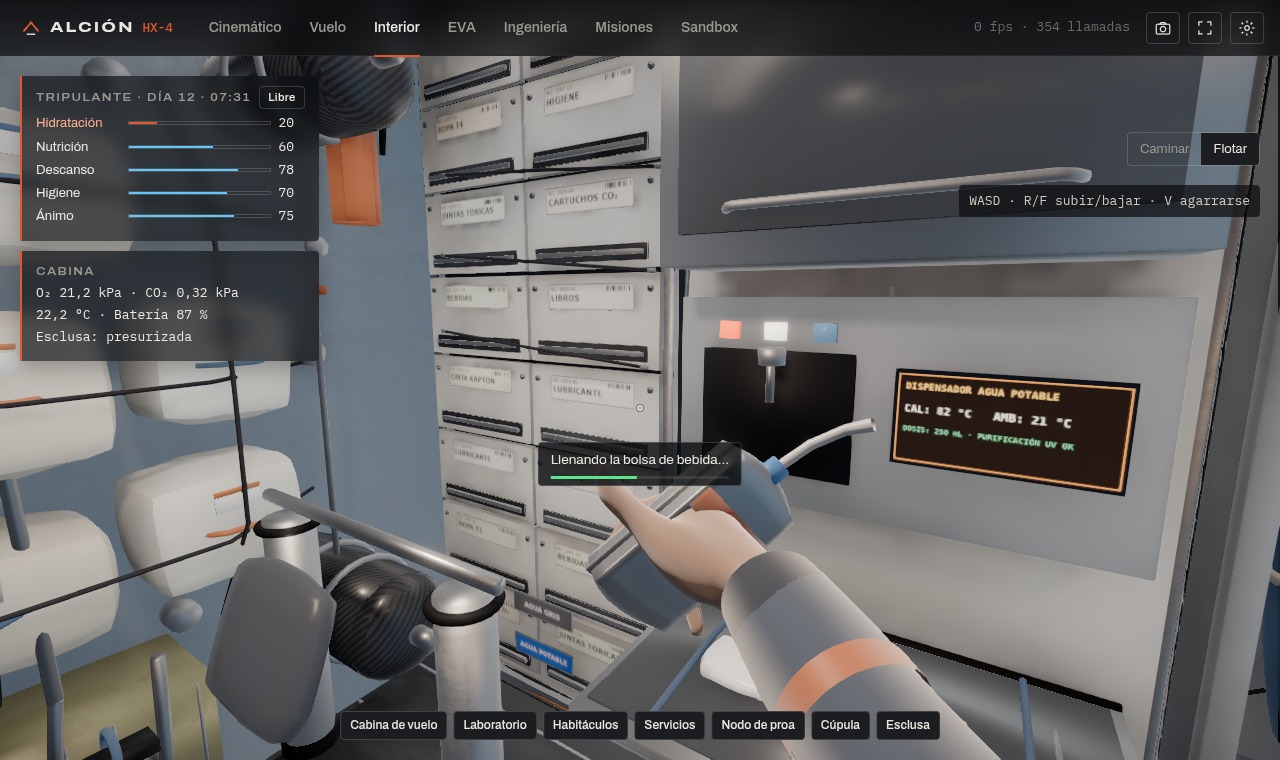 ALCIÓN HX-4
Cinemático
Vuelo
Interior
EVA
Ingeniería
Misiones
Sandbox
0 fps · 354 llamadas
TRIPULANTE · DÍA 12 · 07:31
Libre
Hidratación 20
Nutrición 60
Descanso 78
Higiene 70
Ánimo 75
CABINA
O₂ 21,2 kPa · CO₂ 0,32 kPa
22,2 °C · Batería 87 %
Esclusa: presurizada
Caminar
Flotar
WASD · R/F subir/bajar · V agarrarse
ROPA T4
HIGIENE
JUNTAS TORICAS
CARTUCHOS CO₂
BEBIDAS
LIBROS
CINTA KAPTON
LUBRICANTE
LUBRICANTE
ROPA T3
BEBIDAS
AGUA GRIS
AGUA POTABLE
JUNTAS TORICA
DISPENSADOR AGUA POTABLE
CAL: 82 °C AMB: 21 °C
DOSIS: 250 mL · PURIFICACIÓN UV OK
Llenando la bolsa de bebida…
Cabina de vuelo
Laboratorio
Habitáculos
Servicios
Nodo de proa
Cúpula
Esclusa